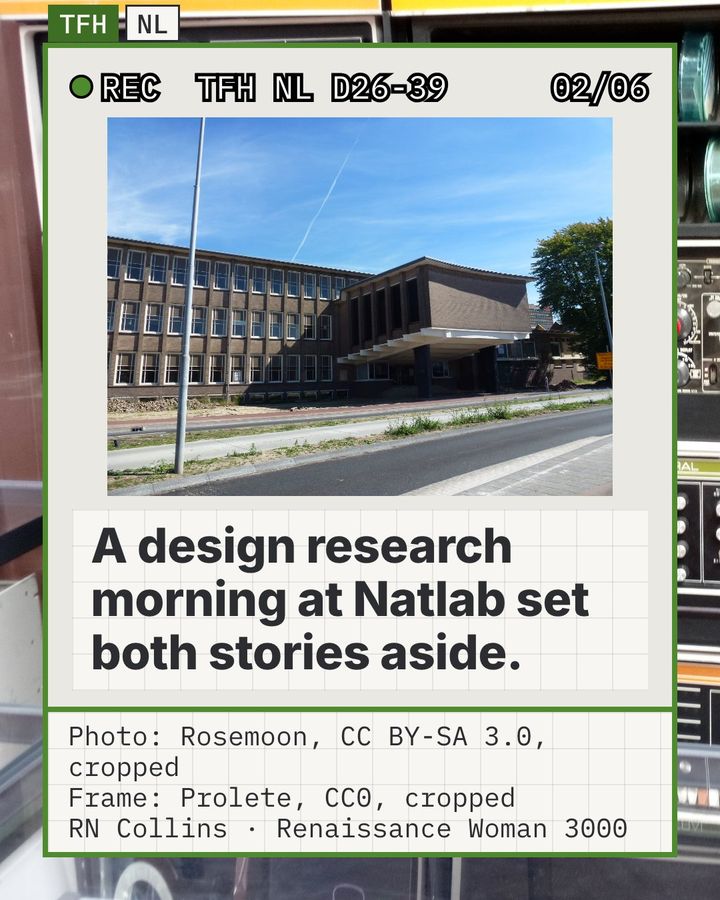 TFH NL
REC TFH NL D26-39 02/06
A design research
morning at Natlab set
both stories aside.
Photo: Rosemoon, CC BY-SA 3.0,
cropped
Frame: Prolete, CC0, cropped
RN Collins · Renaissance Woman 3000